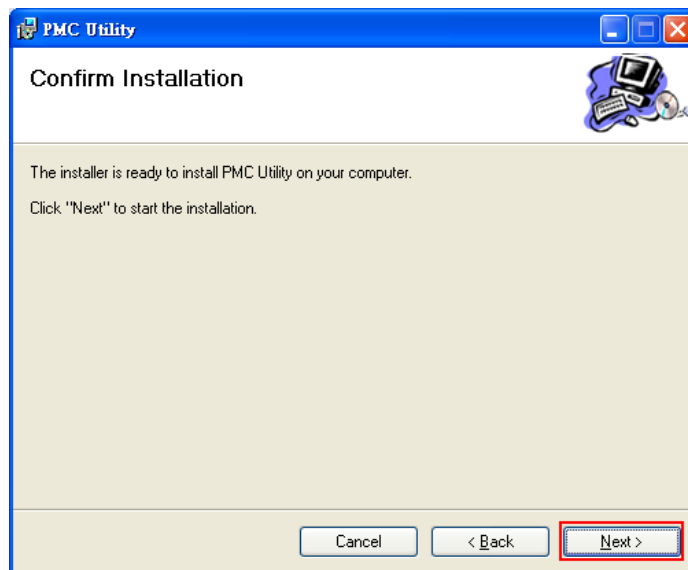 PMC Utility
Confirm Installation
The installer is ready to install PMC Utility on your computer.
Click "Next" to start the installation.
Cancel
< Back
Next >